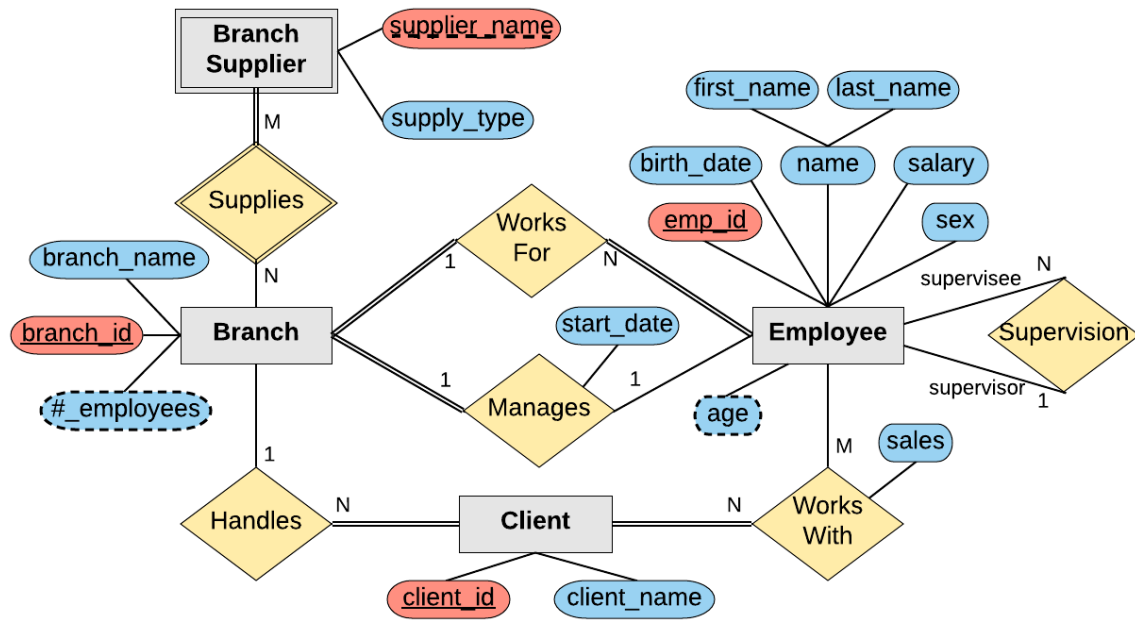 Branch
Supplier
supplier_name
supply_type
M
Supplies
N
first_name
last_name
birth_date
name
salary
emp_id
sex
Works
For
1
N
branch_name
branch_id
#_employees
Branch
start_date
Employee
supervisee
N
Supervision
supervisor
1
1
Manages
1
age
1
Handles
N
Client
N
M
sales
Works
With
client_id
client_name